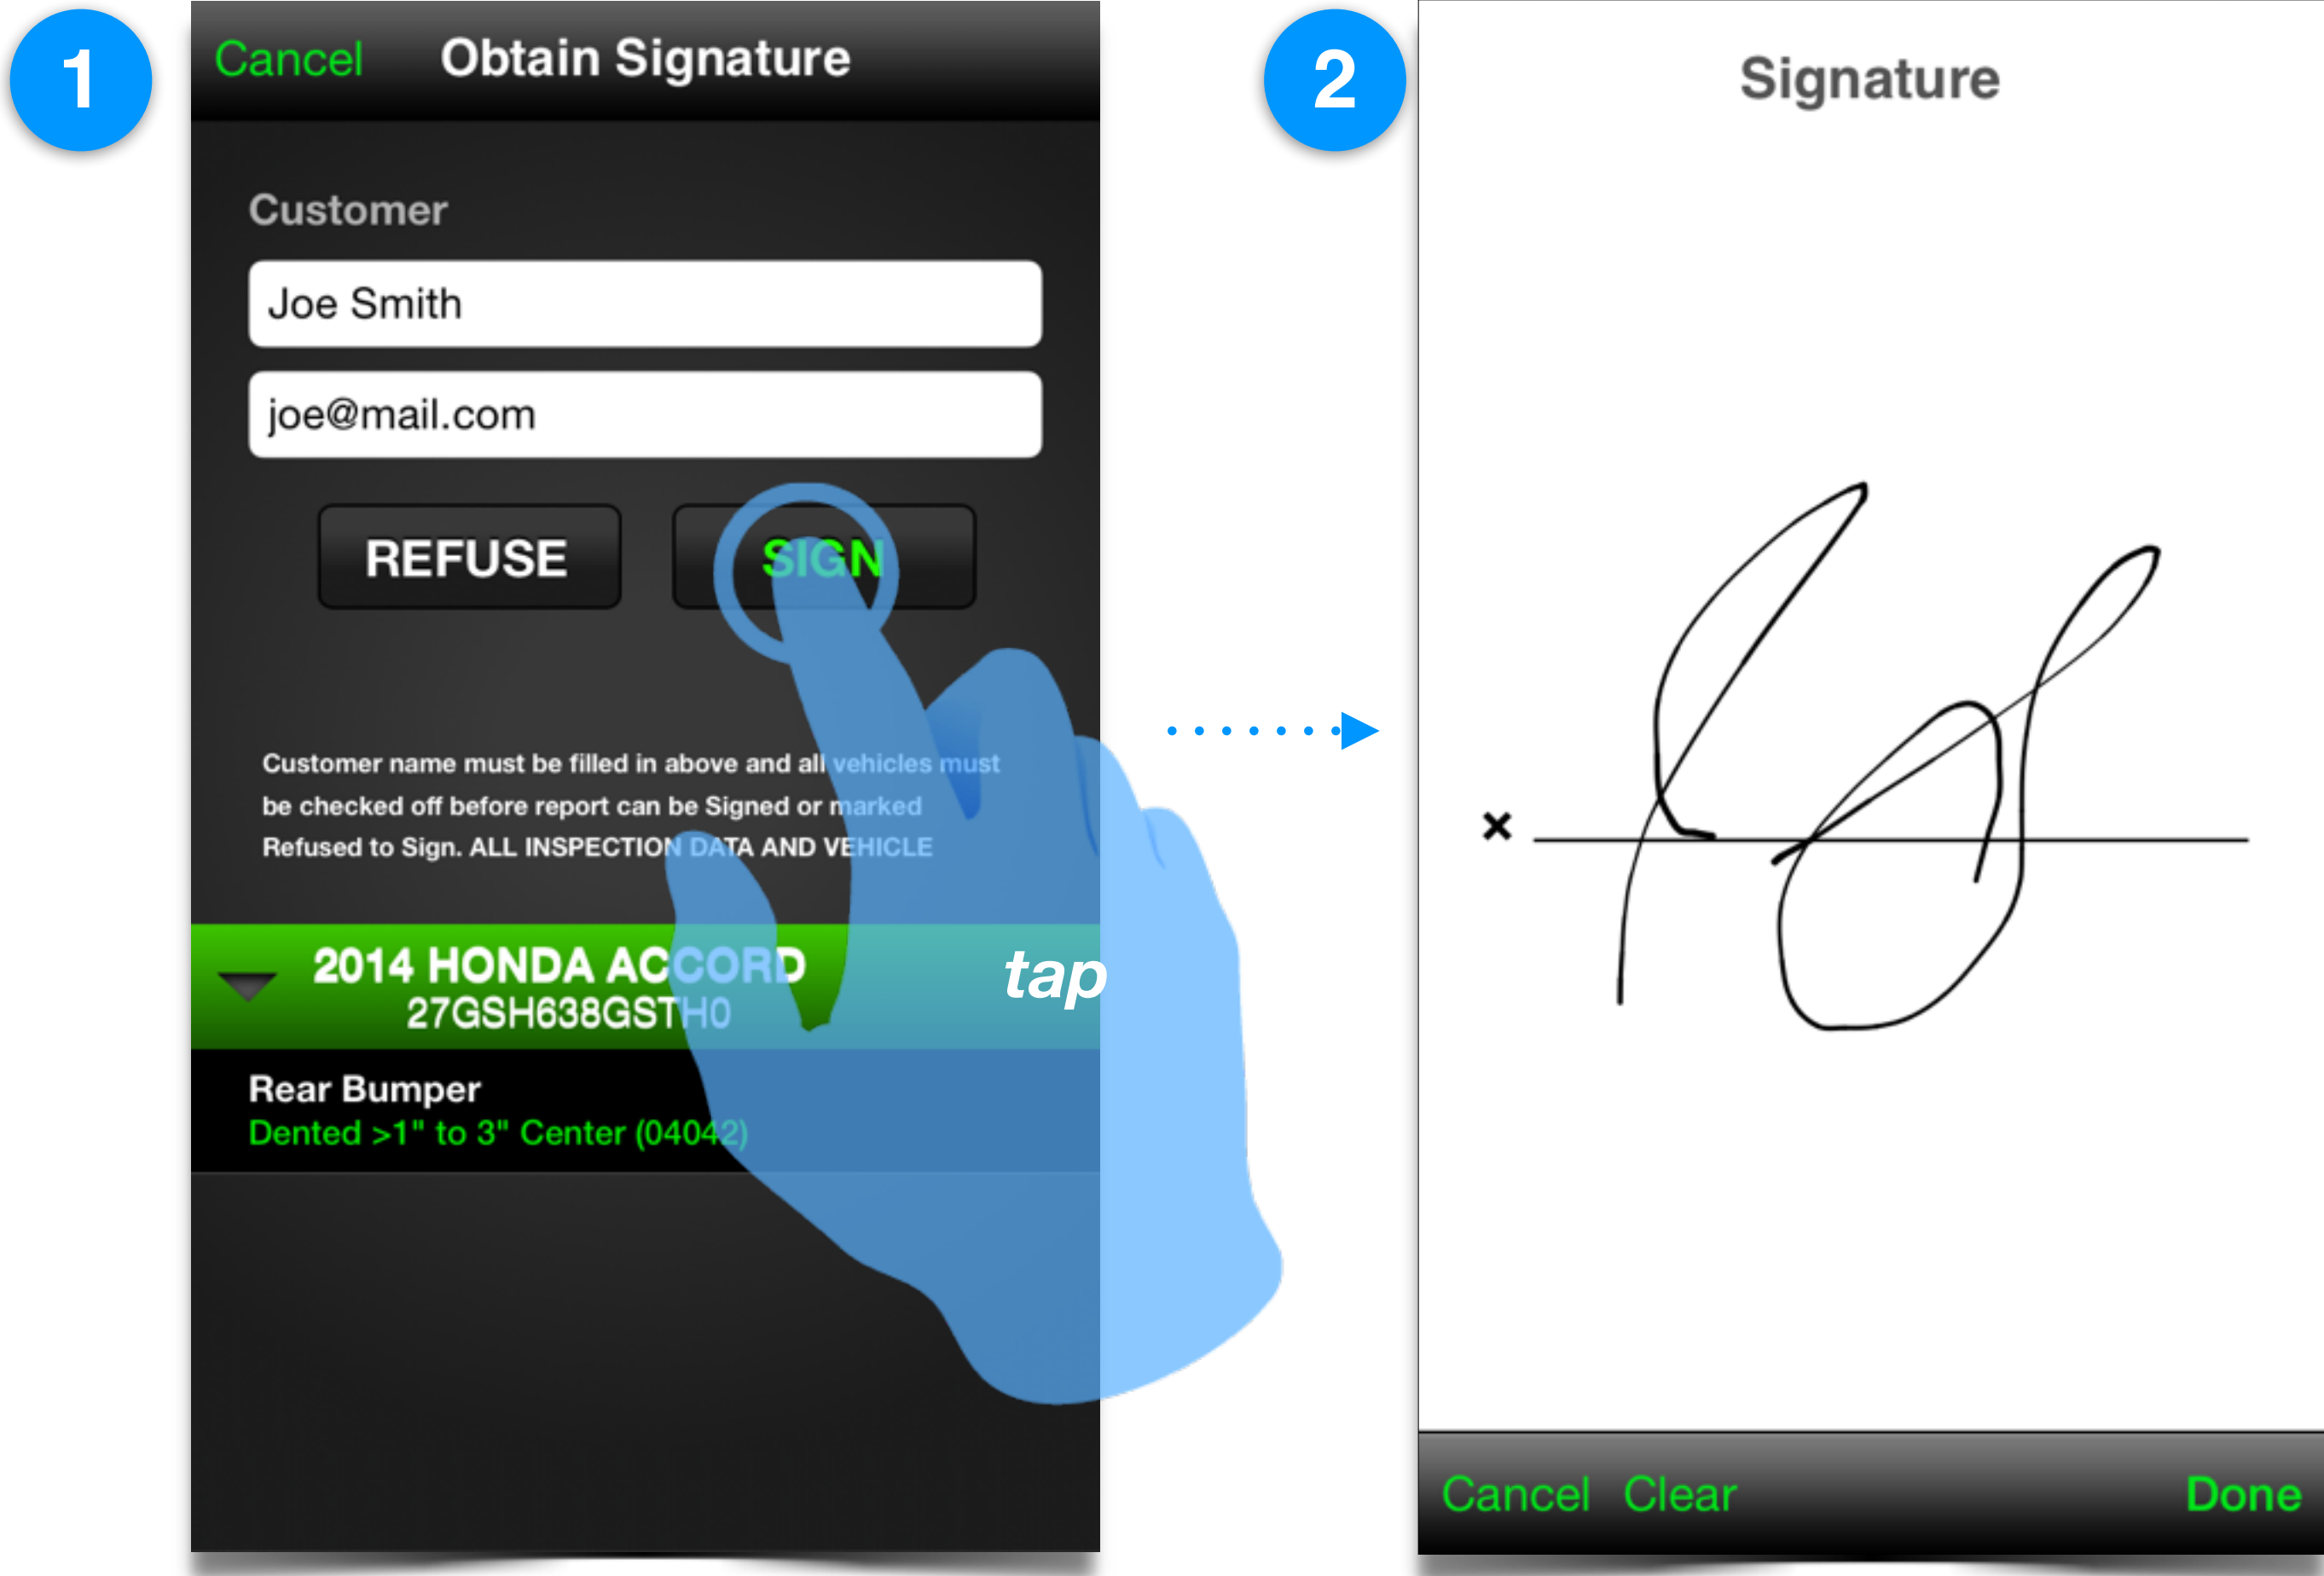 1
Cancel Obtain Signature
Customer
Joe Smith
joe@mail.com
REFUSE SIGN
Customer name must be filled in above and all vehicles must
be checked off before report can be Signed or marked
Refused to Sign. ALL INSPECTION DATA AND VEHICLE
2014 HONDA ACCORD
27GSH638GSTH0
tap
Rear Bumper
Dented >1" to 3" Center (04042)
2
Signature
×
Cancel Clear Done